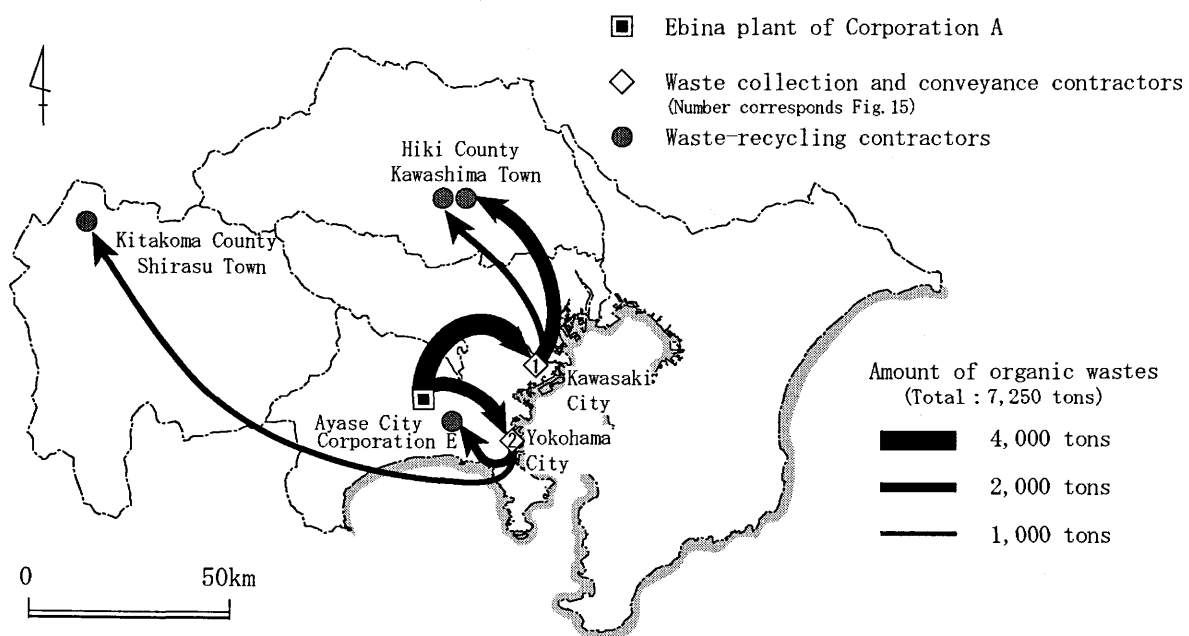 Ebina plant of Corporation A
Waste collection and conveyance contractors
(Number corresponds Fig. 15)
Waste-recycling contractors
Hiki County
Kawashima Town
Kitakoma County
Shirasu Town
1
Kawasaki
City
Ayase City
Corporation E
2
Yokohama
City
Amount of organic wastes
(Total : 7,250 tons)
4,000 tons
2,000 tons
1,000 tons
0 50km